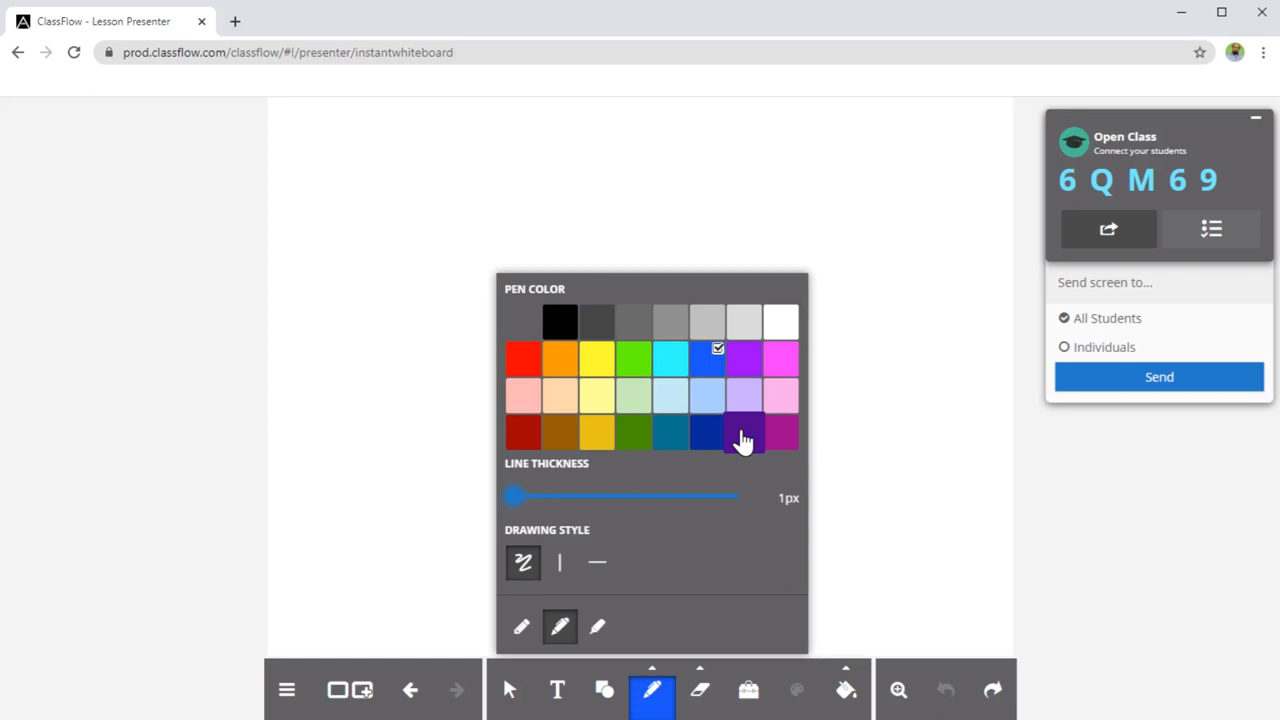 ClassFlow - Lesson Presenter
prod.classflow.com/classflow/#!/presenter/instantwhiteboard
Open Class
Connect your students
6 Q M 6 9
Send screen to...
All Students
Individuals
Send
PEN COLOR
LINE THICKNESS
1px
DRAWING STYLE
T